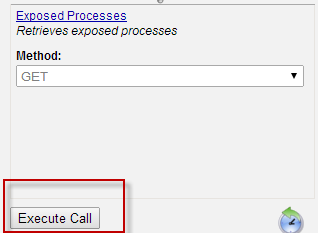 Exposed Processes
Retrieves exposed processes
Method:
GET
Execute Call